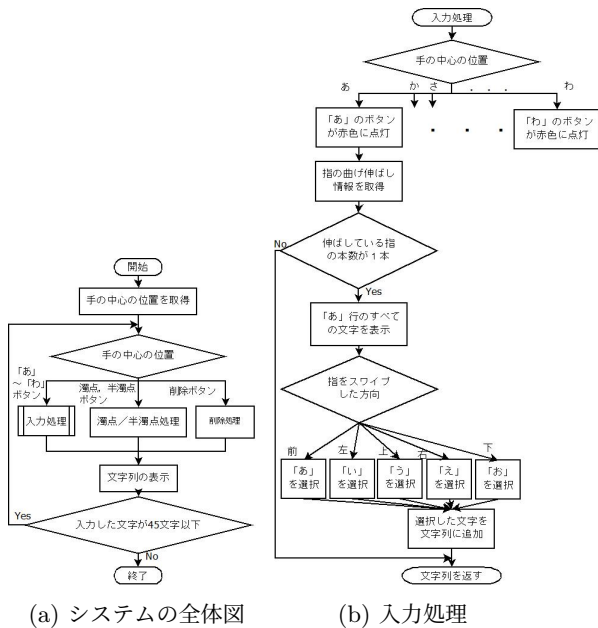 開始
手の中心の位置を取得
手の中心の位置
「あ」
～「わ」
ボタン
濁点，半濁点
ボタン
削除ボタン
入力処理
濁点／半濁点処理
削除処理
文字列の表示
Yes
入力した文字が45文字以下
No
終了
(a) システムの全体図
入力処理
手の中心の位置
あ
か
さ
. . .
わ
「あ」のボタン
が赤色に点灯
・ ・ ・
「わ」のボタン
が赤色に点灯
指の曲げ伸ばし
情報を取得
No
伸ばしている指
の本数が１本
Yes
「あ」行のすべて
の文字を表示
指をスワイプ
した方向
前
左
上
右
下
「あ」
を選択
「い」
を選択
「う」
を選択
「え」
を選択
「お」
を選択
選択した文字を
文字列に追加
文字列を返す
(b) 入力処理